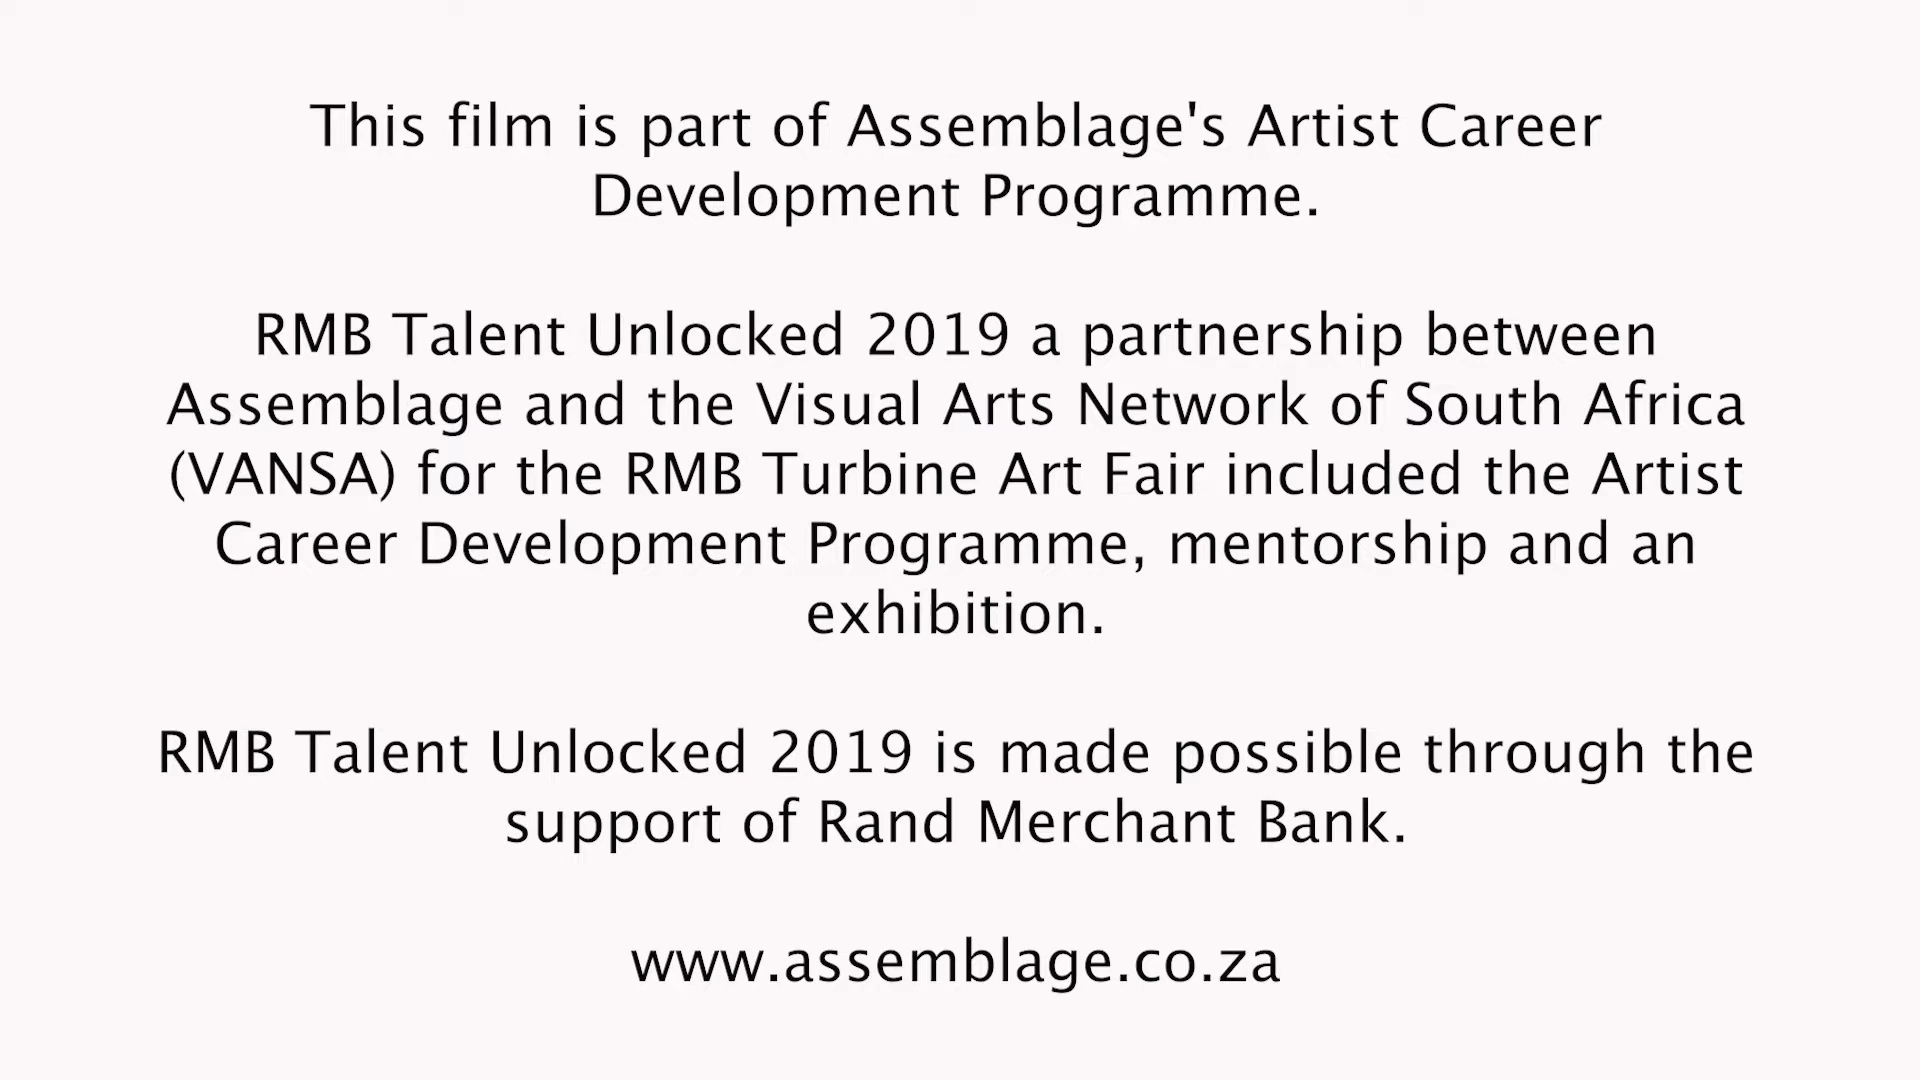 This film is part of Assemblage's Artist Career
Development Programme.
RMB Talent Unlocked 2019 a partnership between
Assemblage and the Visual Arts Network of South Africa
(VANSA) for the RMB Turbine Art Fair included the Artist
Career Development Programme, mentorship and an
exhibition.
RMB Talent Unlocked 2019 is made possible through the
support of Rand Merchant Bank.
www.assemblage.co.za